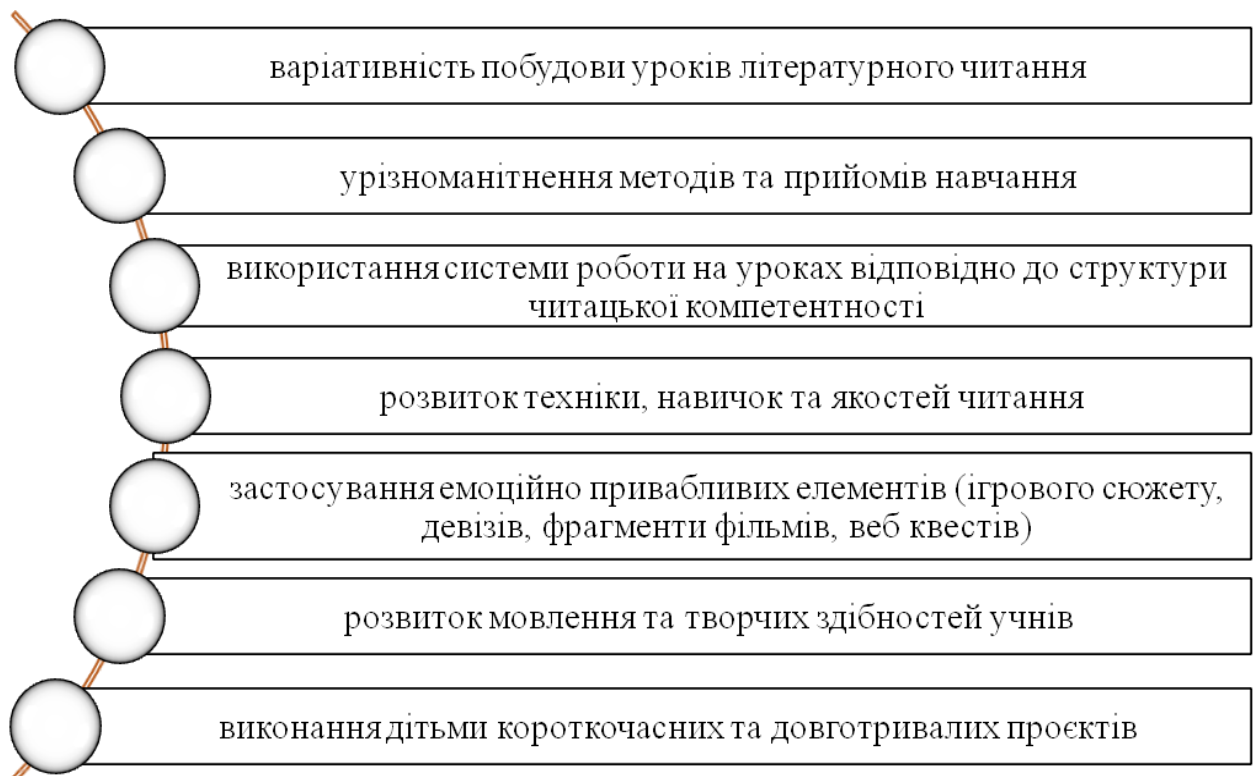 варіативність побудови уроків літературного читання
урізноманітнення методів та прийомів навчання
використання системи роботи на уроках відповідно до структури
читацької компетентності
розвиток техніки, навичок та якостей читання
застосування емоційно привабливих елементів (ігрового сюжету,
девізів, фрагменти фільмів, веб квестів)
розвиток мовлення та творчих здібностей учнів
виконання дітьми короткочасних та довготривалих проєктів